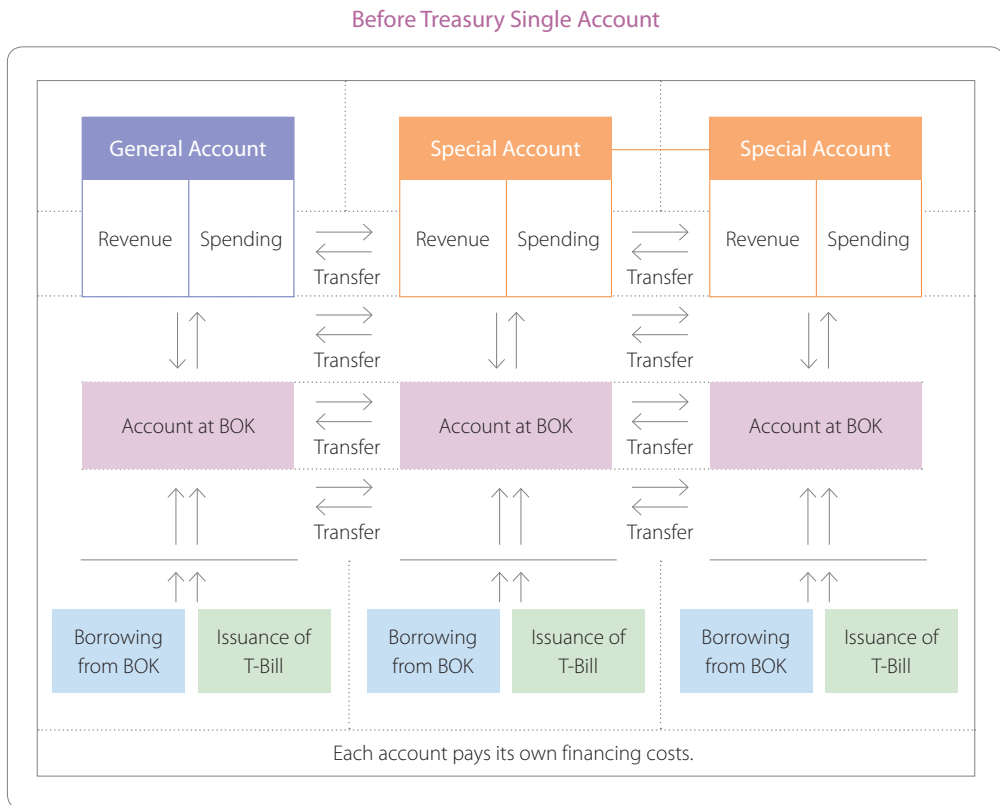 Before Treasury Single Account
General Account
Special Account
Special Account
Revenue
Spending
Revenue
Spending
Revenue
Spending
Transfer
Transfer
Transfer
Transfer
Account at BOK
Account at BOK
Account at BOK
Transfer
Transfer
Transfer
Transfer
Borrowing
from BOK
Issuance of
T-Bill
Borrowing
from BOK
Issuance of
T-Bill
Borrowing
from BOK
Issuance of
T-Bill
Each account pays its own financing costs.